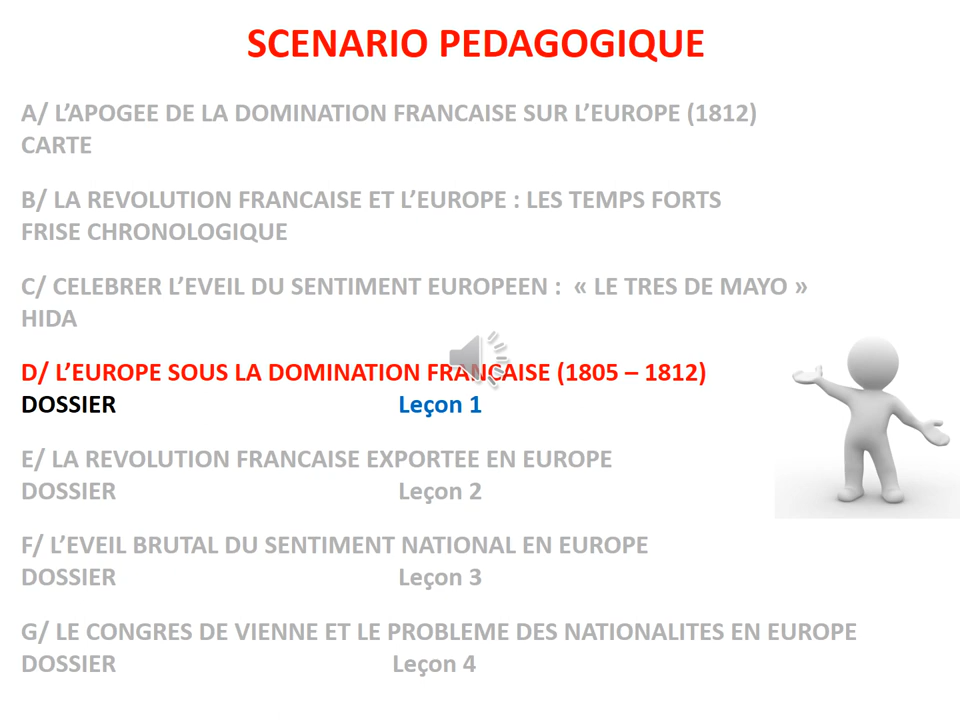 SCENARIO PEDAGOGIQUE
A/ L’APOGEE DE LA DOMINATION FRANCAISE SUR L’EUROPE (1812)
CARTE
B/ LA REVOLUTION FRANCAISE ET L’EUROPE : LES TEMPS FORTS
FRISE CHRONOLOGIQUE
C/ CELEBRER L’EVEIL DU SENTIMENT EUROPEEN : « LE TRES DE MAYO »
HIDA
D/ L’EUROPE SOUS LA DOMINATION FRANCAISE (1805 – 1812)
DOSSIER Leçon 1
E/ LA REVOLUTION FRANCAISE EXPORTEE EN EUROPE
DOSSIER Leçon 2
F/ L’EVEIL BRUTAL DU SENTIMENT NATIONAL EN EUROPE
DOSSIER Leçon 3
G/ LE CONGRES DE VIENNE ET LE PROBLEME DES NATIONALITES EN EUROPE
DOSSIER Leçon 4